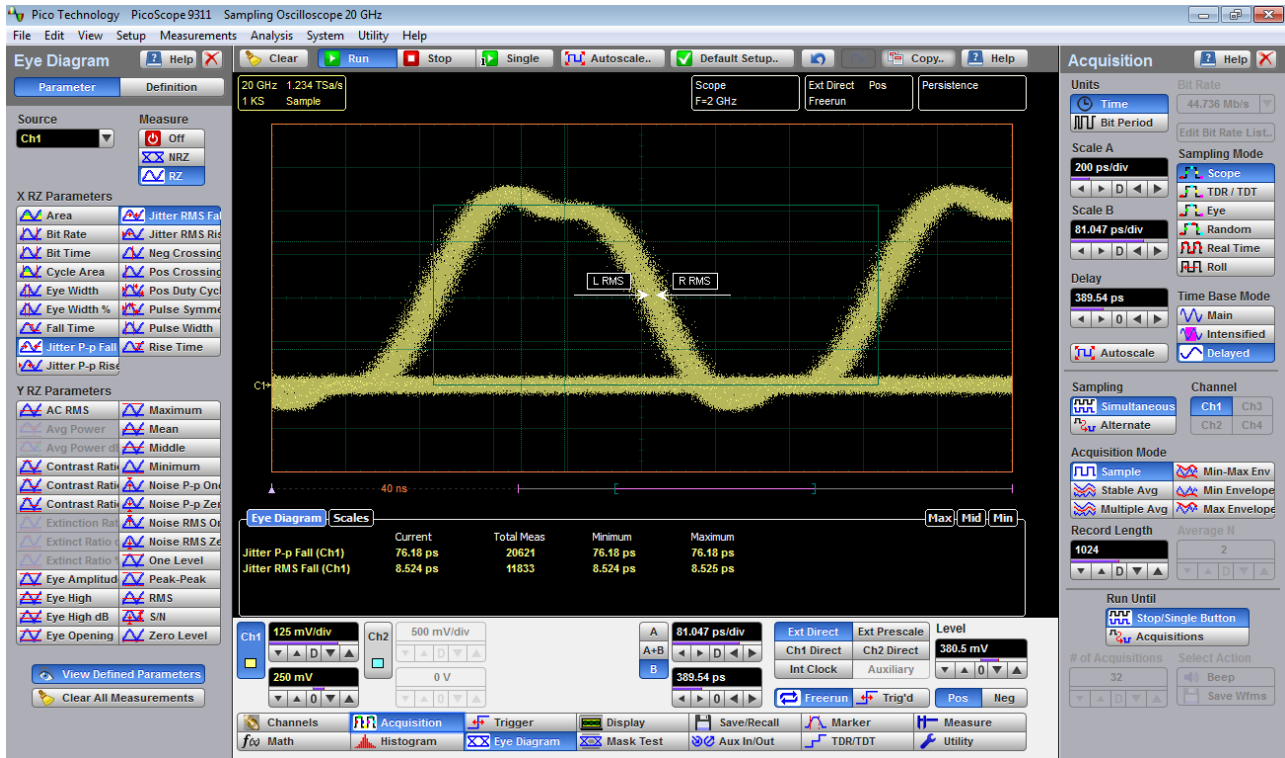 Pico Technology PicoScope 9311 Sampling Oscilloscope 20 GHz
File Edit View Setup Measurements Analysis System Utility Help
Eye Diagram Help
Parameter Definition
Source Measure
Ch1 Off
NRZ
RZ
X RZ Parameters
Area Jitter RMS Fal
Bit Rate Jitter RMS Ris
Bit Time Neg Crossing
Cycle Area Pos Crossing
Eye Width Pos Duty Cycl
Eye Width % Pulse Symme
Fall Time Pulse Width
Jitter P-p Fall Rise Time
Jitter P-p Rise
Y RZ Parameters
AC RMS Maximum
Avg Power Mean
Avg Power dB Middle
Contrast Rati Minimum
Contrast Rati Noise P-p One
Contrast Rati Noise P-p Zer
Extinction Rat Noise RMS On
Extinct Ratio Noise RMS Ze
Extinct Ratio One Level
Eye Amplitud Peak-Peak
Eye High RMS
Eye High dB S/N
Eye Opening Zero Level
View Defined Parameters
Clear All Measurements
Clear Run Stop Single Autoscale.. Default Setup.. Copy.. Help
20 GHz 1.234 TSa/s
1 KS Sample
Scope
F=2 GHz
Ext Direct Pos
Freerun
Persistence
L RMS R RMS
C1
40 ns
Eye Diagram Scales Max Mid Min
Current Total Meas Minimum Maximum
Jitter P-p Fall (Ch1) 76.18 ps 20621 76.18 ps 76.18 ps
Jitter RMS Fall (Ch1) 8.524 ps 11833 8.524 ps 8.525 ps
Ch1 125 mV/div Ch2 500 mV/div A 81.047 ps/div Ext Direct Ext Prescale Level
D D A+B D Ch1 Direct Ch2 Direct 380.5 mV
250 mV 0 V B 389.54 ps Int Clock Auxiliary 0
0 0 0 Freerun Trig'd Pos Neg
Channels Acquisition Trigger Display Save/Recall Marker Measure
f(x) Math Histogram Eye Diagram Mask Test Aux In/Out TDR/TDT Utility
Acquisition Help
Units Bit Rate
Time 44.736 Mb/s
Bit Period Edit Bit Rate List..
Scale A Sampling Mode
200 ps/div Scope
D TDR / TDT
Scale B Eye
81.047 ps/div Random
D Real Time
Roll
Delay
389.54 ps Time Base Mode
0 Main
Intensified
Autoscale Delayed
Sampling Channel
Simultaneous Ch1 Ch3
Alternate Ch2 Ch4
Acquisition Mode
Sample Min-Max Env
Stable Avg Min Envelope
Multiple Avg Max Envelope
Record Length Average N
1024 2
D D
Run Until
Stop/Single Button
Acquisitions
# of Acquisitions Select Action
32 Beep
D Save Wfms